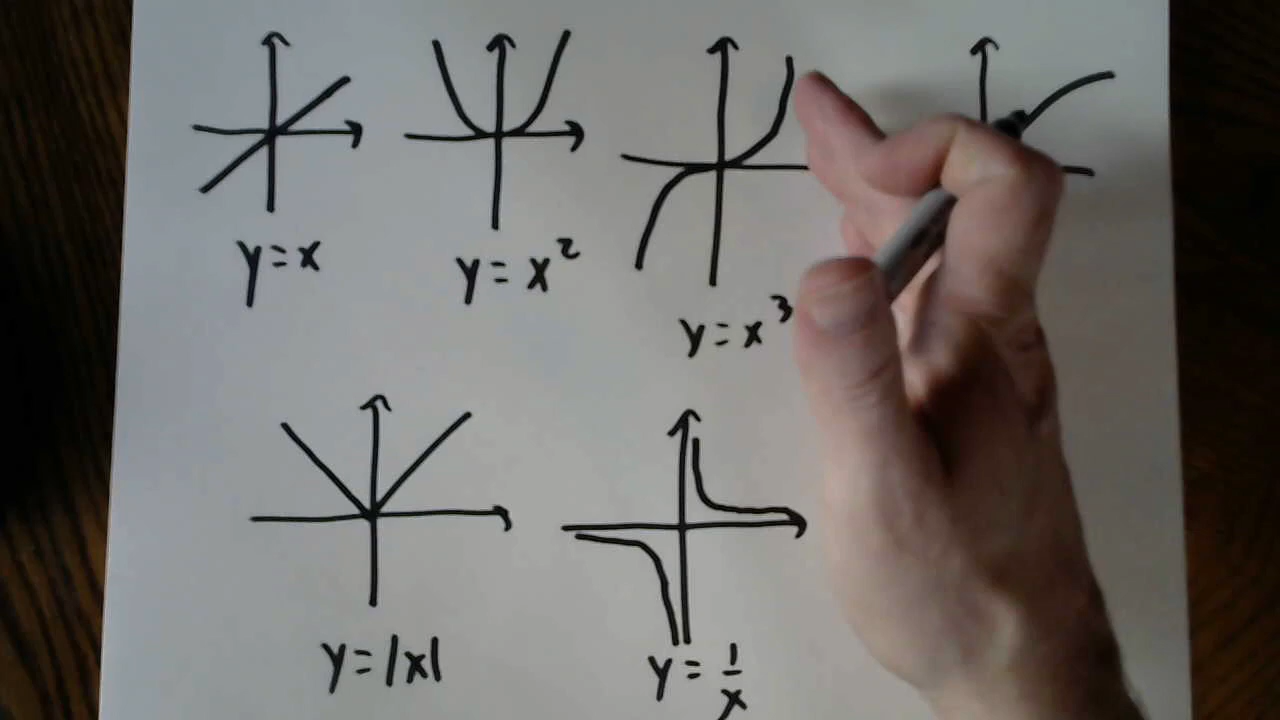 y = x
y = x²
y = x³
y = |x|
y = 1/x